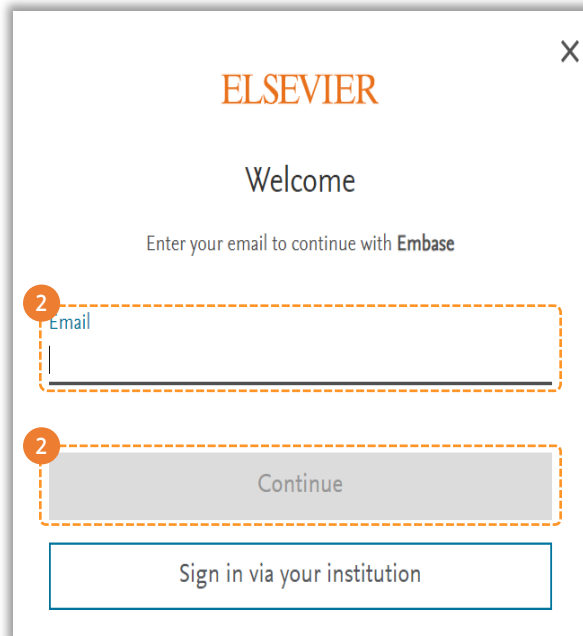 X
ELSEVIER
Welcome
Enter your email to continue with Embase
2
Email
2
Continue
Sign in via your institution